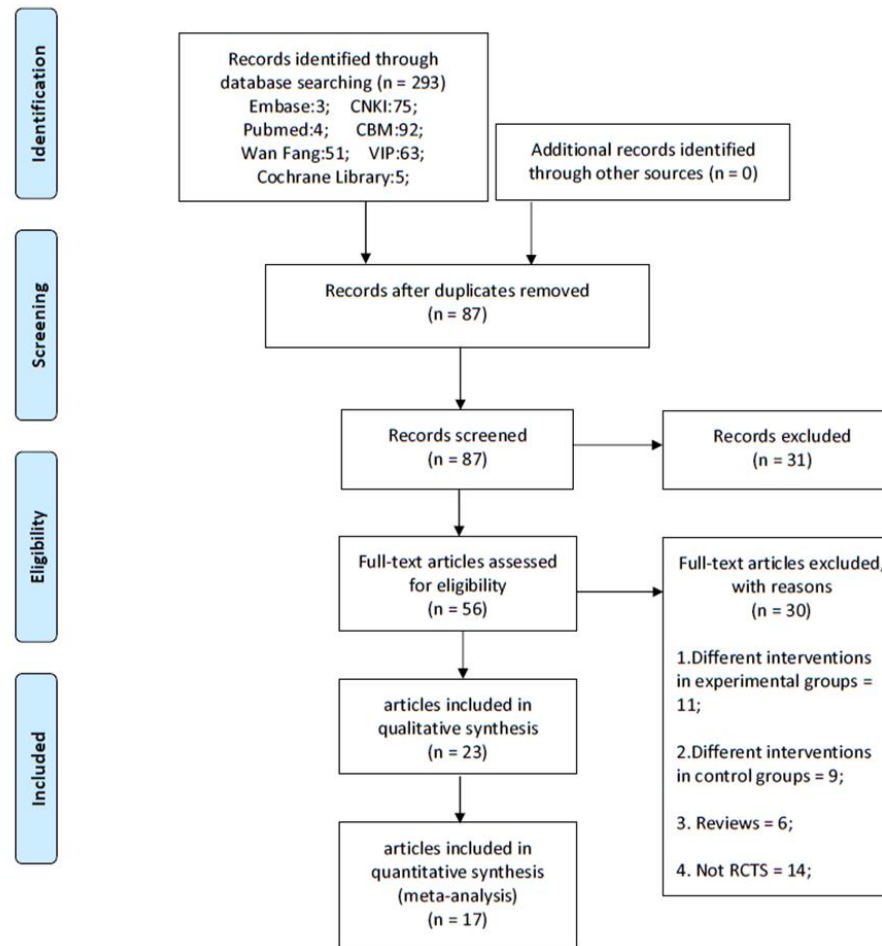 Identification
Records identified through
database searching (n = 293)
Embase:3; CNKI:75;
Pubmed:4; CBM:92;
Wan Fang:51; VIP:63;
Cochrane Library:5;
Additional records identified
through other sources (n = 0)
Screening
Records after duplicates removed
(n = 87)
Records screened
(n = 87)
Records excluded
(n = 31)
Eligibility
Full-text articles assessed
for eligibility
(n = 56)
Full-text articles excluded,
with reasons
(n = 30)
1.Different interventions
in experimental groups =
11;
2.Different interventions
in control groups = 9;
3. Reviews = 6;
4. Not RCTS = 14;
Included
articles included in
qualitative synthesis
(n = 23)
articles included in
quantitative synthesis
(meta-analysis)
(n = 17)